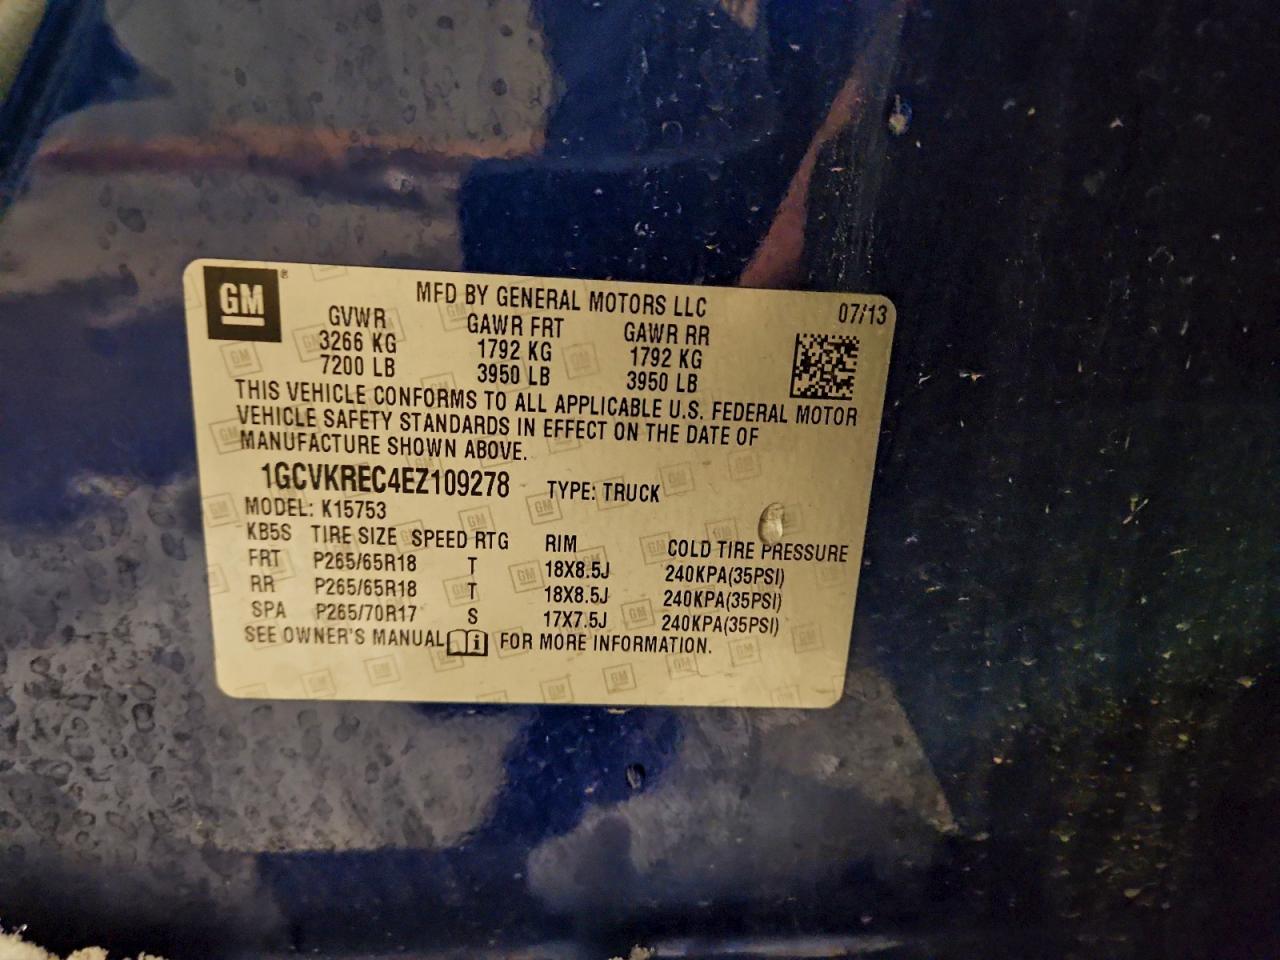 GM ® MFD BY GENERAL MOTORS LLC 07/13
GVWR GAWR FRT GAWR RR
3266 KG 1792 KG 1792 KG
7200 LB 3950 LB 3950 LB
THIS VEHICLE CONFORMS TO ALL APPLICABLE U.S. FEDERAL MOTOR
VEHICLE SAFETY STANDARDS IN EFFECT ON THE DATE OF
MANUFACTURE SHOWN ABOVE.
1GCVKREC4EZ109278 TYPE: TRUCK
MODEL: K15753
KB5S TIRE SIZE SPEED RTG RIM COLD TIRE PRESSURE
FRT P265/65R18 T 18X8.5J 240KPA(35PSI)
RR P265/65R18 T 18X8.5J 240KPA(35PSI)
SPA P265/70R17 S 17X7.5J 240KPA(35PSI)
SEE OWNER'S MANUAL i FOR MORE INFORMATION.